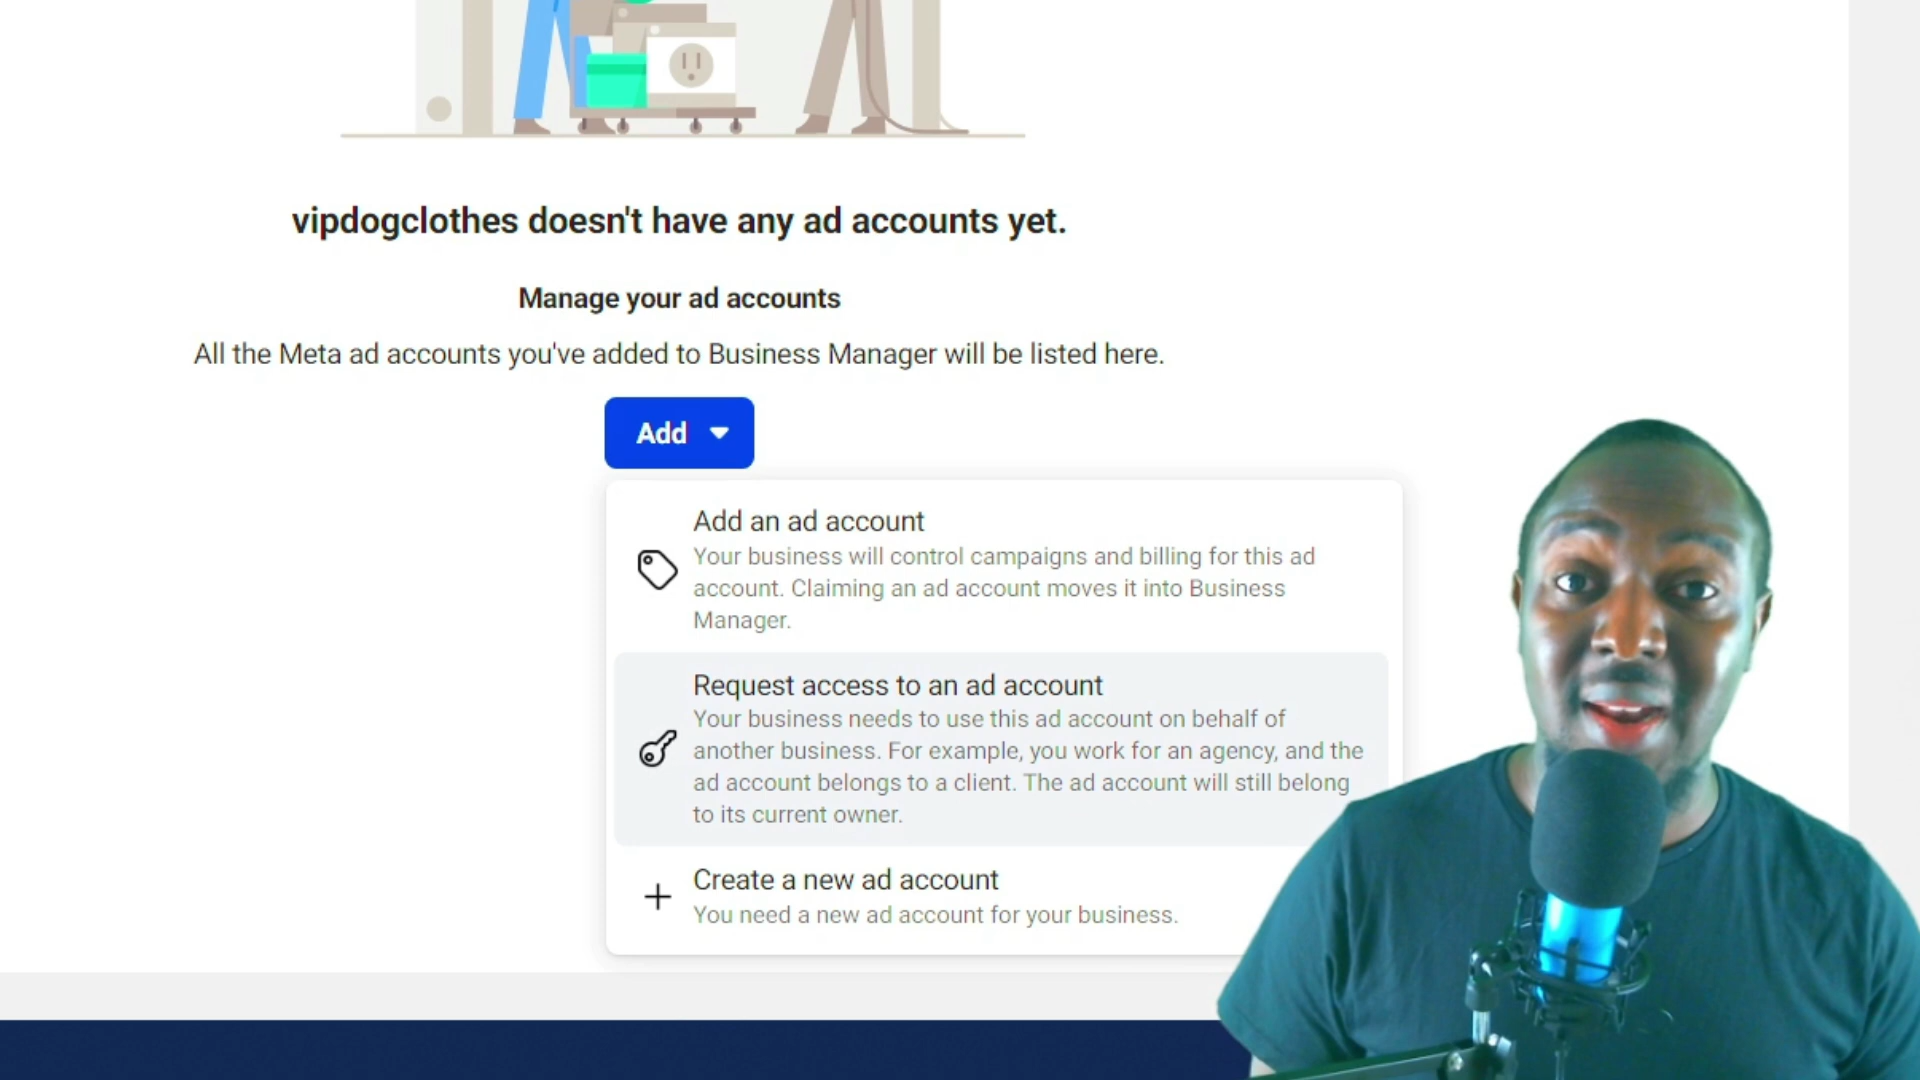 vipdogclothes doesn't have any ad accounts yet.
Manage your ad accounts
All the Meta ad accounts you've added to Business Manager will be listed here.
Add
Add an ad account
Your business will control campaigns and billing for this ad
account. Claiming an ad account moves it into Business
Manager.
Request access to an ad account
Your business needs to use this ad account on behalf of
another business. For example, you work for an agency, and the
ad account belongs to a client. The ad account will still belong
to its current owner.
Create a new ad account
You need a new ad account for your business.